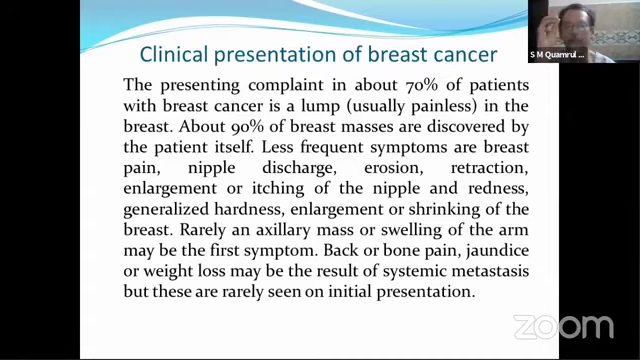 Clinical presentation of breast cancer
The presenting complaint in about 70% of patients
with breast cancer is a lump (usually painless) in the
breast. About 90% of breast masses are discovered by
the patient itself. Less frequent symptoms are breast
pain, nipple discharge, erosion, retraction,
enlargement or itching of the nipple and redness,
generalized hardness, enlargement or shrinking of the
breast. Rarely an axillary mass or swelling of the arm
may be the first symptom. Back or bone pain, jaundice
or weight loss may be the result of systemic metastasis
but these are rarely seen on initial presentation.
S M Quamrul ...
zoom